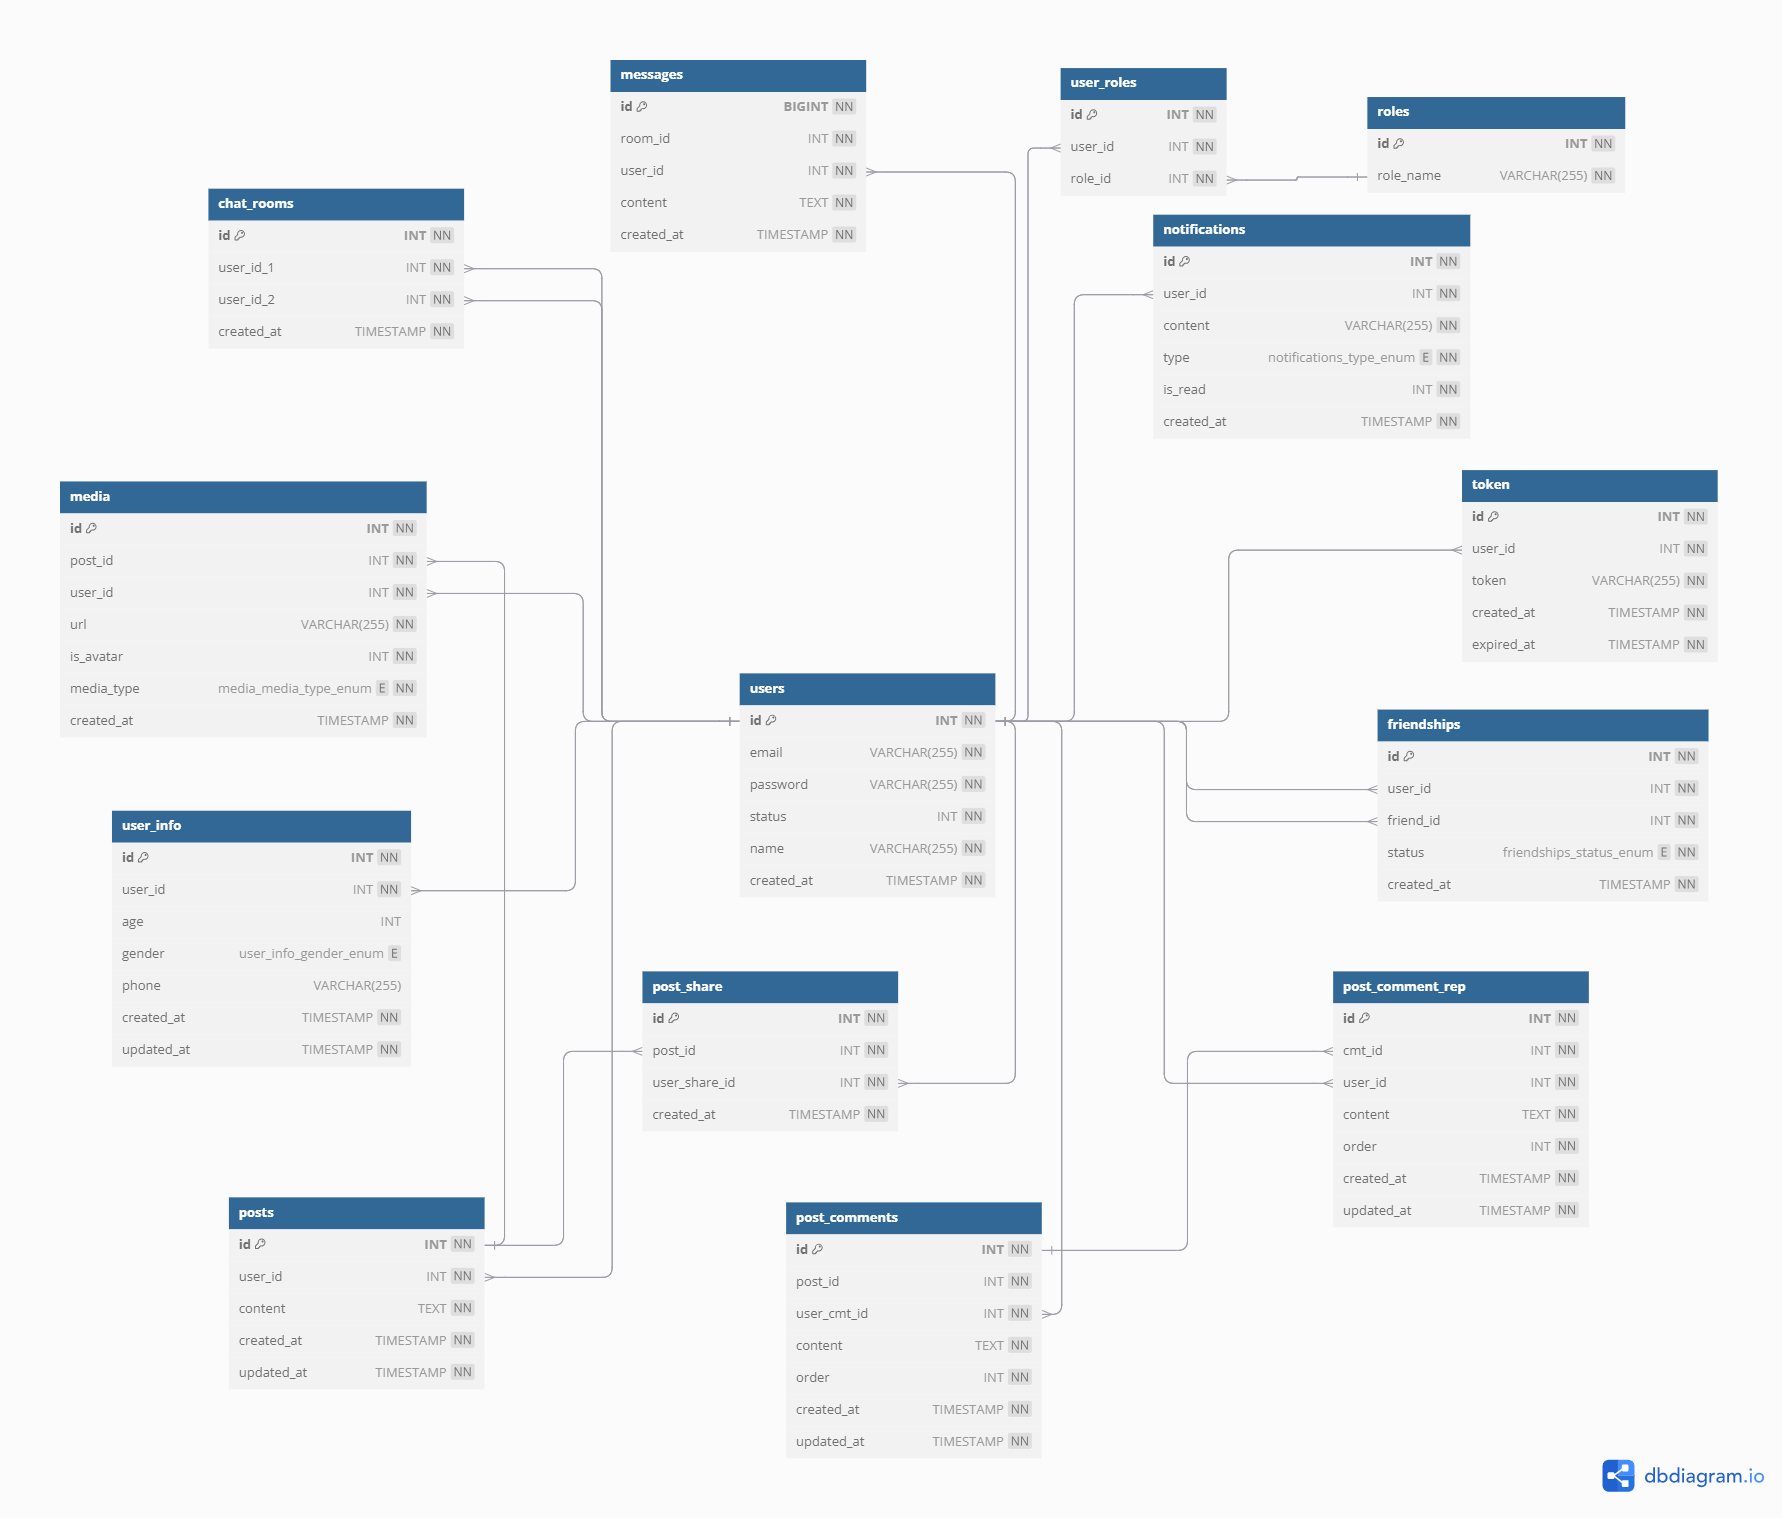 messages
id BIGINT NN
room_id INT NN
user_id INT NN
content TEXT NN
created_at TIMESTAMP NN
user_roles
id INT NN
user_id INT NN
role_id INT NN
roles
id INT NN
role_name VARCHAR(255) NN
chat_rooms
id INT NN
user_id_1 INT NN
user_id_2 INT NN
created_at TIMESTAMP NN
notifications
id INT NN
user_id INT NN
content VARCHAR(255) NN
type notifications_type_enum E NN
is_read INT NN
created_at TIMESTAMP NN
media
id INT NN
post_id INT NN
user_id INT NN
url VARCHAR(255) NN
is_avatar INT NN
media_type media_media_type_enum E NN
created_at TIMESTAMP NN
token
id INT NN
user_id INT NN
token VARCHAR(255) NN
created_at TIMESTAMP NN
expired_at TIMESTAMP NN
users
id INT NN
email VARCHAR(255) NN
password VARCHAR(255) NN
status INT NN
name VARCHAR(255) NN
created_at TIMESTAMP NN
friendships
id INT NN
user_id INT NN
friend_id INT NN
status friendships_status_enum E NN
created_at TIMESTAMP NN
user_info
id INT NN
user_id INT NN
age INT
gender user_info_gender_enum E
phone VARCHAR(255)
created_at TIMESTAMP NN
updated_at TIMESTAMP NN
post_share
id INT NN
post_id INT NN
user_share_id INT NN
created_at TIMESTAMP NN
post_comment_rep
id INT NN
cmt_id INT NN
user_id INT NN
content TEXT NN
order INT NN
created_at TIMESTAMP NN
updated_at TIMESTAMP NN
posts
id INT NN
user_id INT NN
content TEXT NN
created_at TIMESTAMP NN
updated_at TIMESTAMP NN
post_comments
id INT NN
post_id INT NN
user_cmt_id INT NN
content TEXT NN
order INT NN
created_at TIMESTAMP NN
updated_at TIMESTAMP NN
dbdiagram.io